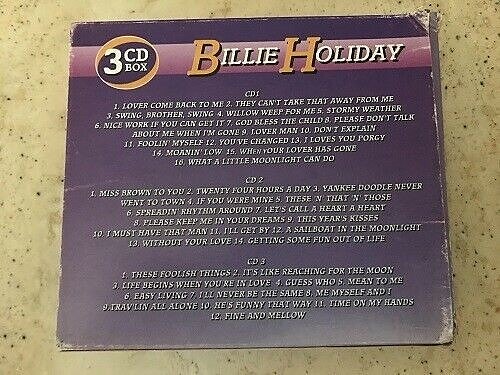 3 CD BOX
BILLIE HOLIDAY
CD1
1. LOVER COME BACK TO ME 2. THEY CAN'T TAKE THAT AWAY FROM ME
3. SWING, BROTHER, SWING 4. WILLOW WEEP FOR ME 5. STORMY WEATHER
6. NICE WORK IF YOU CAN GET IT 7. GOD BLESS THE CHILD 8. PLEASE DON'T TALK
ABOUT ME WHEN I'M GONE 9. LOVER MAN 10. DON'T EXPLAIN
11. FOOLIN' MYSELF 12. YOU'VE CHANGED 13. I LOVES YOU PORGY
14. MOANIN' LOW 15. WHEN YOUR LOVER HAS GONE
16. WHAT A LITTLE MOONLIGHT CAN DO
CD 2
1. MISS BROWN TO YOU 2. TWENTY FOUR HOURS A DAY 3. YANKEE DOODLE NEVER
WENT TO TOWN 4. IF YOU WERE MINE 5. THESE 'N' THAT 'N' THOSE
6. SPREADIN' RHYTHM AROUND 7. LET'S CALL A HEART A HEART
8. PLEASE KEEP ME IN YOUR DREAMS 9. THIS YEAR'S KISSES
10. I MUST HAVE THAT MAN 11. I'LL GET BY 12. A SAILBOAT IN THE MOONLIGHT
13. WITHOUT YOUR LOVE 14. GETTING SOME FUN OUT OF LIFE
CD 3
1. THESE FOOLISH THINGS 2. IT'S LIKE REACHING FOR THE MOON
3. LIFE BEGINS WHEN YOU'RE IN LOVE. 4. GUESS WHO 5. MEAN TO ME
6. EASY LIVING 7 I'LL NEVER BE THE SAME 8. ME MYSELF AND I
9.TRAV'LIN ALL ALONE 10. HE'S FUNNY THAT WAY 11. TIME ON MY HANDS
12. FINE AND MELLOW